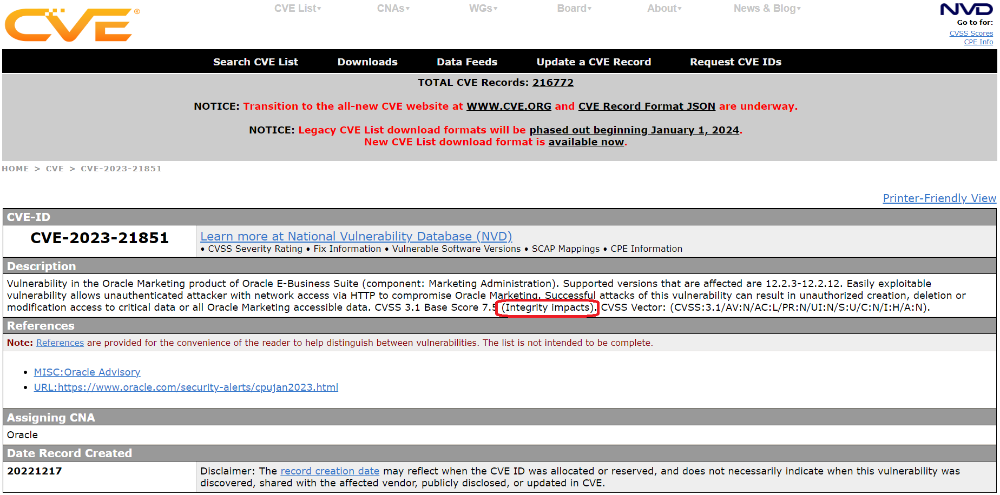 CVE®
CVE List▾ CNAs▾ WGs▾ Board▾ About▾ News & Blog▾
NVD
Go to for:
CVSS Scores
CPE Info
Search CVE List Downloads Data Feeds Update a CVE Record Request CVE IDs
TOTAL CVE Records: 216772
NOTICE: Transition to the all-new CVE website at WWW.CVE.ORG and CVE Record Format JSON are underway.
NOTICE: Legacy CVE List download formats will be phased out beginning January 1, 2024.
New CVE List download format is available now.
HOME > CVE > CVE-2023-21851
Printer-Friendly View
CVE-ID
CVE-2023-21851
Learn more at National Vulnerability Database (NVD)
• CVSS Severity Rating • Fix Information • Vulnerable Software Versions • SCAP Mappings • CPE Information
Description
Vulnerability in the Oracle Marketing product of Oracle E-Business Suite (component: Marketing Administration). Supported versions that are affected are 12.2.3-12.2.12. Easily exploitable
vulnerability allows unauthenticated attacker with network access via HTTP to compromise Oracle Marketing. Successful attacks of this vulnerability can result in unauthorized creation, deletion or
modification access to critical data or all Oracle Marketing accessible data. CVSS 3.1 Base Score 7.5 (Integrity impacts). CVSS Vector: (CVSS:3.1/AV:N/AC:L/PR:N/UI:N/S:U/C:N/I:H/A:N).
References
Note: References are provided for the convenience of the reader to help distinguish between vulnerabilities. The list is not intended to be complete.
• MISC:Oracle Advisory
• URL:https://www.oracle.com/security-alerts/cpujan2023.html
Assigning CNA
Oracle
Date Record Created
20221217
Disclaimer: The record creation date may reflect when the CVE ID was allocated or reserved, and does not necessarily indicate when this vulnerability was
discovered, shared with the affected vendor, publicly disclosed, or updated in CVE.